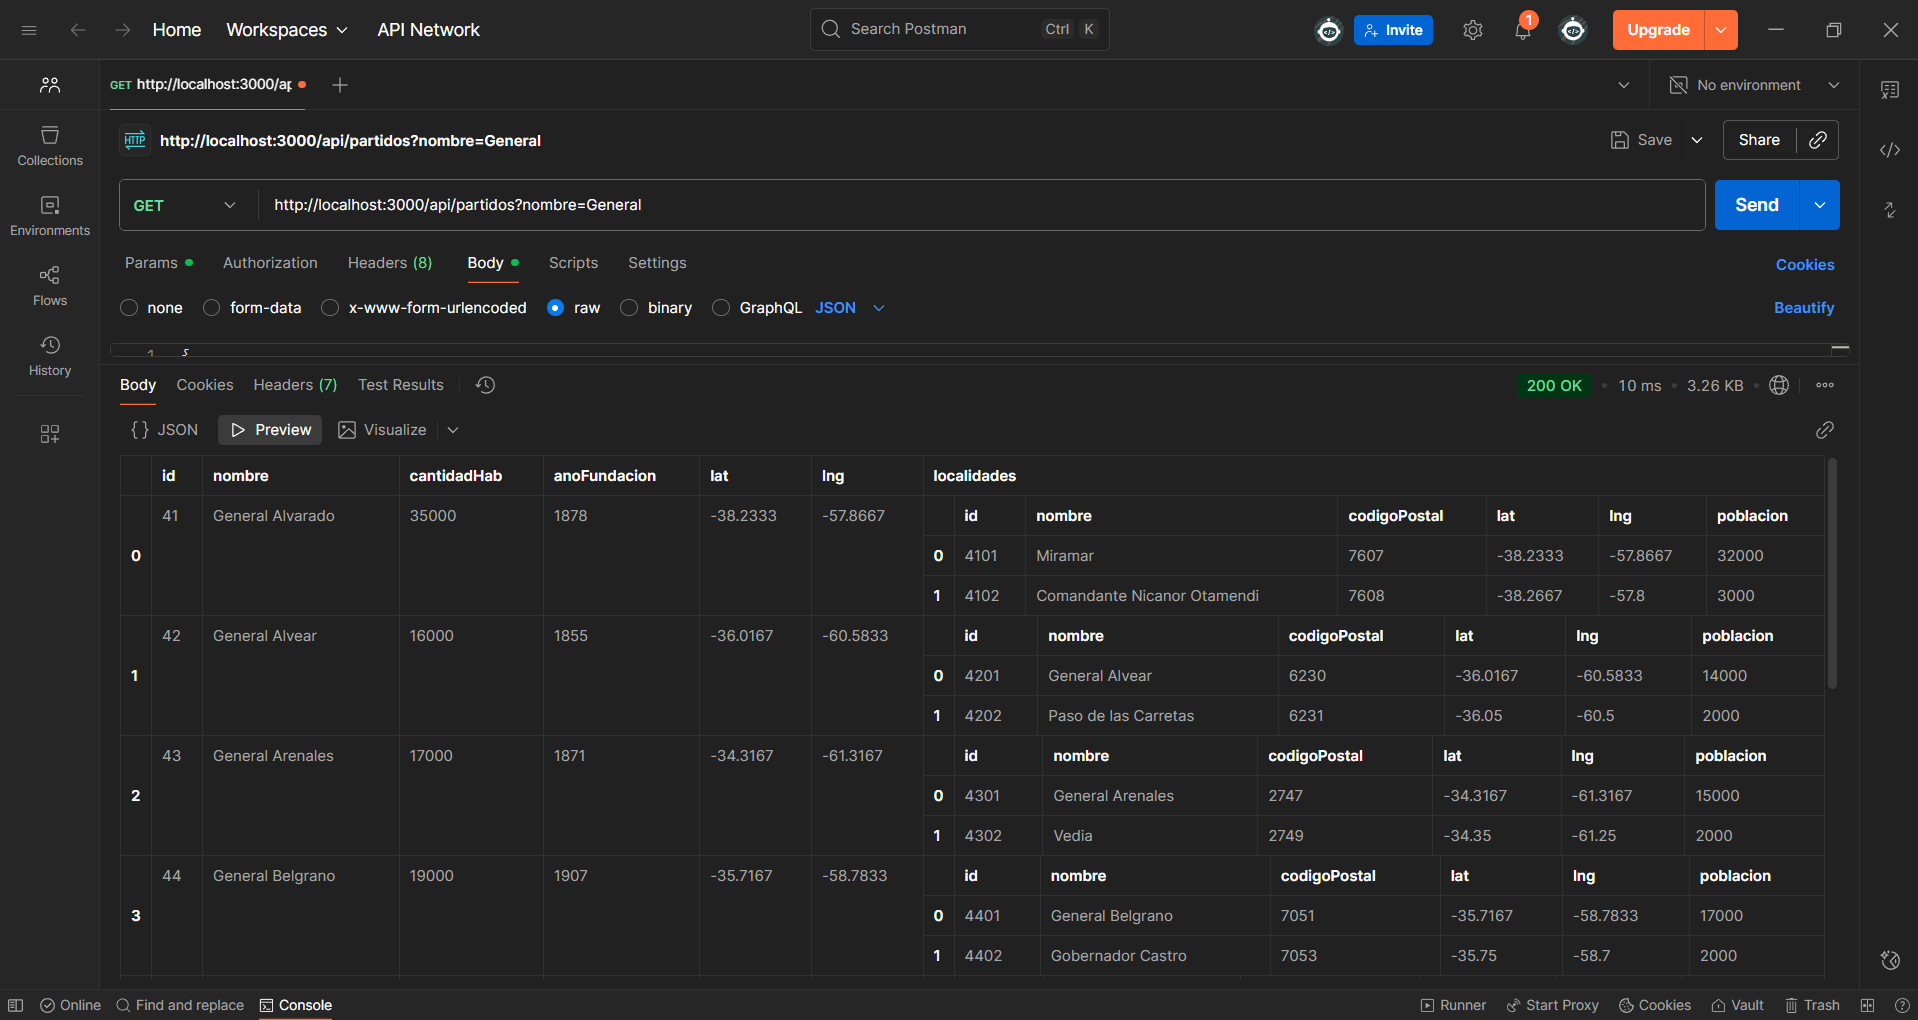 Home Workspaces API Network Search Postman Ctrl K Invite 1 Upgrade
GET http://localhost:3000/ap No environment
HTTP http://localhost:3000/api/partidos?nombre=General Save Share
Collections
Environments
Flows
History
GET http://localhost:3000/api/partidos?nombre=General Send
Params Authorization Headers (8) Body Scripts Settings Cookies
none form-data x-www-form-urlencoded raw binary GraphQL JSON Beautify
1 {
Body Cookies Headers (7) Test Results 200 OK 10 ms 3.26 KB
{} JSON Preview Visualize
id nombre cantidadHab anoFundacion lat lng localidades
41 General Alvarado 35000 1878 -38.2333 -57.8667 id nombre codigoPostal lat lng poblacion
0 0 4101 Miramar 7607 -38.2333 -57.8667 32000
1 4102 Comandante Nicanor Otamendi 7608 -38.2667 -57.8 3000
42 General Alvear 16000 1855 -36.0167 -60.5833 id nombre codigoPostal lat lng poblacion
1 0 4201 General Alvear 6230 -36.0167 -60.5833 14000
1 4202 Paso de las Carretas 6231 -36.05 -60.5 2000
43 General Arenales 17000 1871 -34.3167 -61.3167 id nombre codigoPostal lat lng poblacion
2 0 4301 General Arenales 2747 -34.3167 -61.3167 15000
1 4302 Vedia 2749 -34.35 -61.25 2000
44 General Belgrano 19000 1907 -35.7167 -58.7833 id nombre codigoPostal lat lng poblacion
3 0 4401 General Belgrano 7051 -35.7167 -58.7833 17000
1 4402 Gobernador Castro 7053 -35.75 -58.7 2000
Online Find and replace Console Runner Start Proxy Cookies Vault Trash